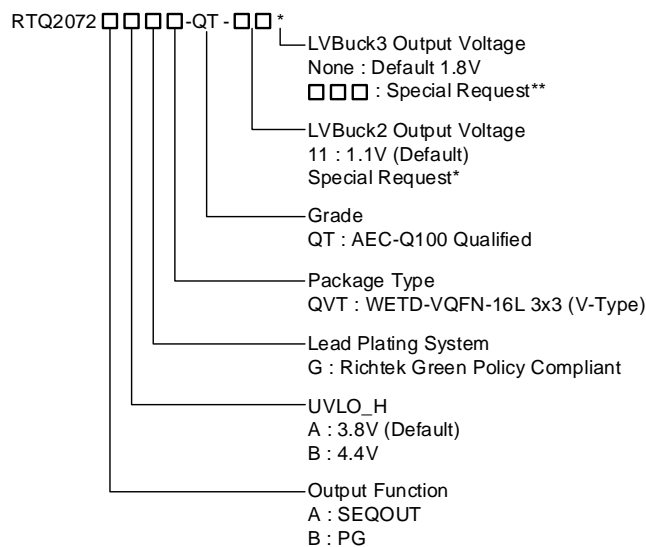 RTQ2072□□□□-QT-□□*
LVBuck3 Output Voltage
None : Default 1.8V
□□□ : Special Request**
LVBuck2 Output Voltage
11 : 1.1V (Default)
Special Request*
Grade
QT : AEC-Q100 Qualified
Package Type
QVT : WETD-VQFN-16L 3x3 (V-Type)
Lead Plating System
G : Richtek Green Policy Compliant
UVLO_H
A : 3.8V (Default)
B : 4.4V
Output Function
A : SEQOUT
B : PG